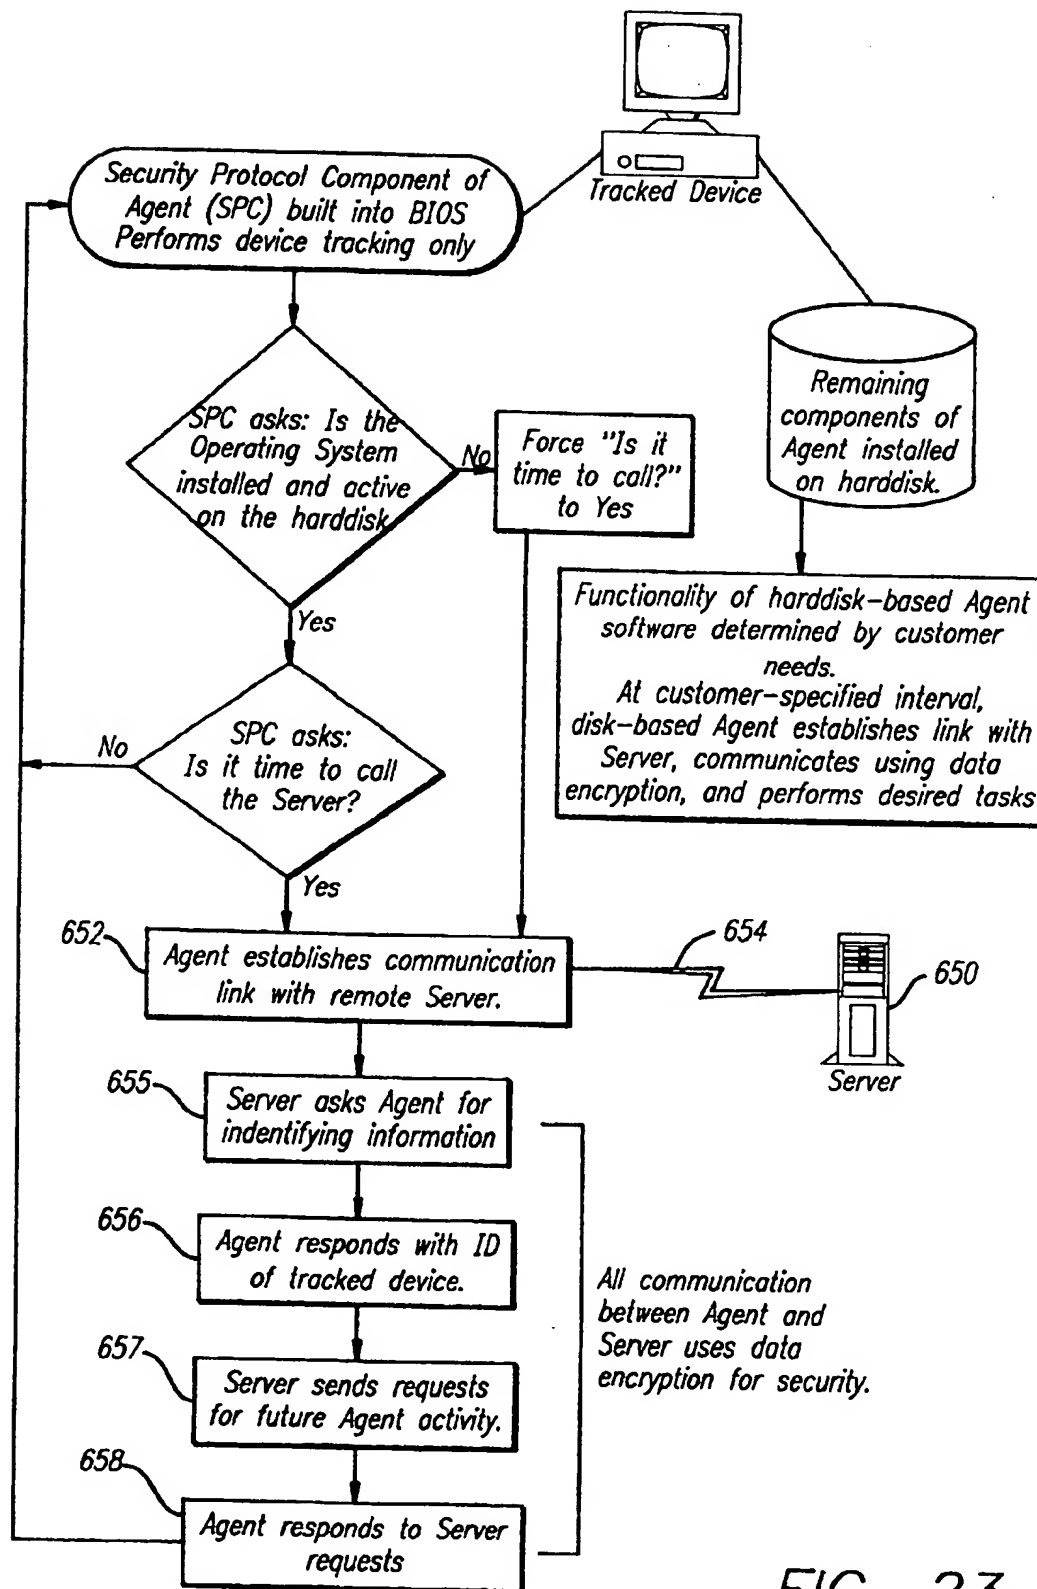 Tracked Device
Security Protocol Component of
Agent (SPC) built into BIOS
Performs device tracking only
SPC asks: Is the
Operating System
installed and active
on the harddisk
No
Force "Is it
time to call?"
to Yes
Remaining
components of
Agent installed
on harddisk.
Yes
Functionality of harddisk-based Agent
software determined by customer
needs.
At customer-specified interval,
disk-based Agent establishes link with
Server, communicates using data
encryption, and performs desired tasks
SPC asks:
Is it time to call
the Server?
No
Yes
652
Agent establishes communication
link with remote Server.
654
650
Server
655
Server asks Agent for
indentifying information
656
Agent responds with ID
of tracked device.
657
Server sends requests
for future Agent activity.
658
Agent responds to Server
requests
All communication
between Agent and
Server uses data
encryption for security.
FIG. 23